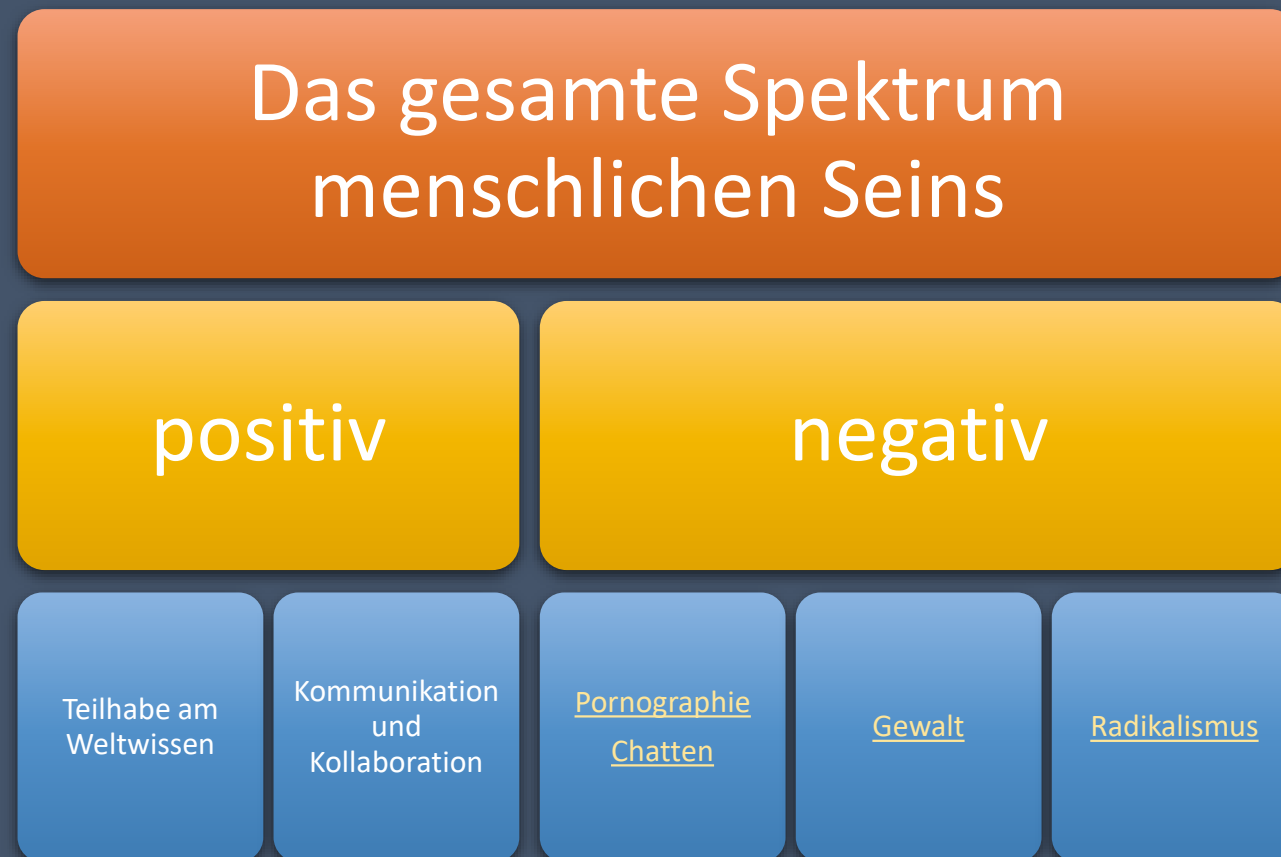 Das gesamte Spektrum
menschlichen Seins
positiv
negativ
Teilhabe am
Weltwissen
Kommunikation
und
Kollaboration
Pornographie
Chatten
Gewalt
Radikalismus